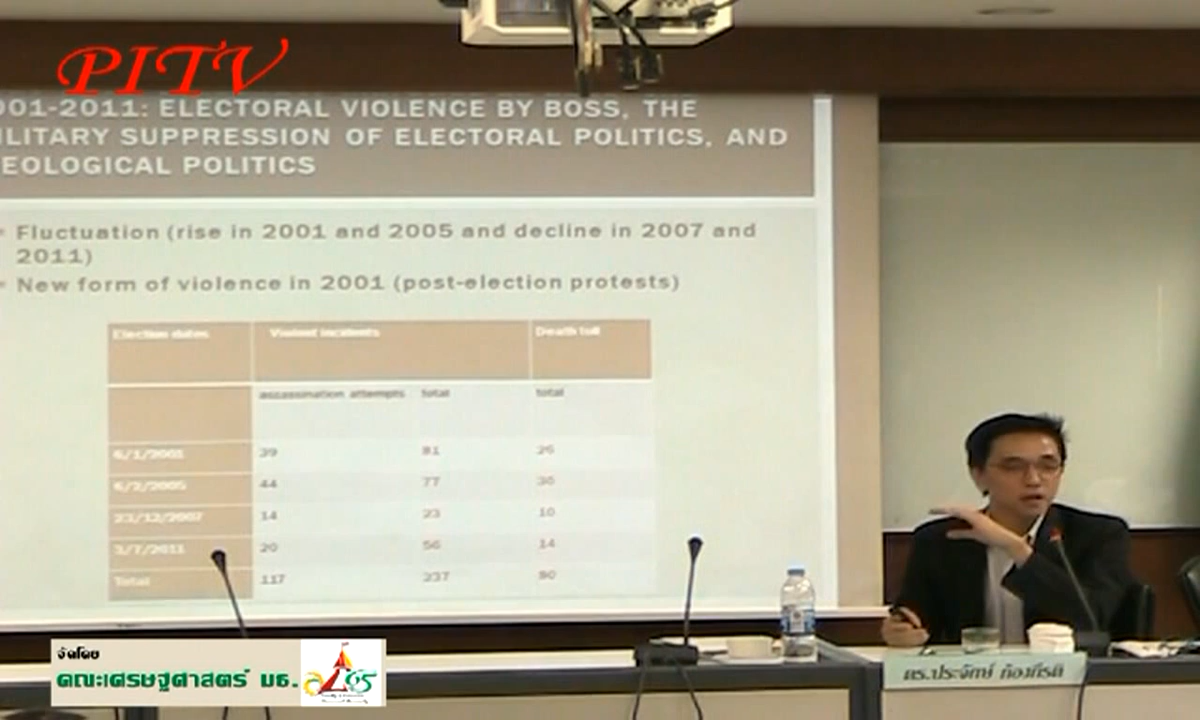 PITV
001-2011: ELECTORAL VIOLENCE BY BOSS, THE
ILITARY SUPPRESSION OF ELECTORAL POLITICS, AND
EOLOGICAL POLITICS
Fluctuation (rise in 2001 and 2005 and decline in 2007 and
2011)
New form of violence in 2001 (post-election protests)
Election dates Violent incidents Death toll
assassination attempts total total
6/1/2001 39 81 26
6/2/2005 44 77 30
23/12/2007 14 23 10
3/7/2011 20 56 14
Total 117 237 80
จัดโดย
คณะเศรษฐศาสตร์ มธ.
ดร.ประจักษ์ ก้องกีรติ